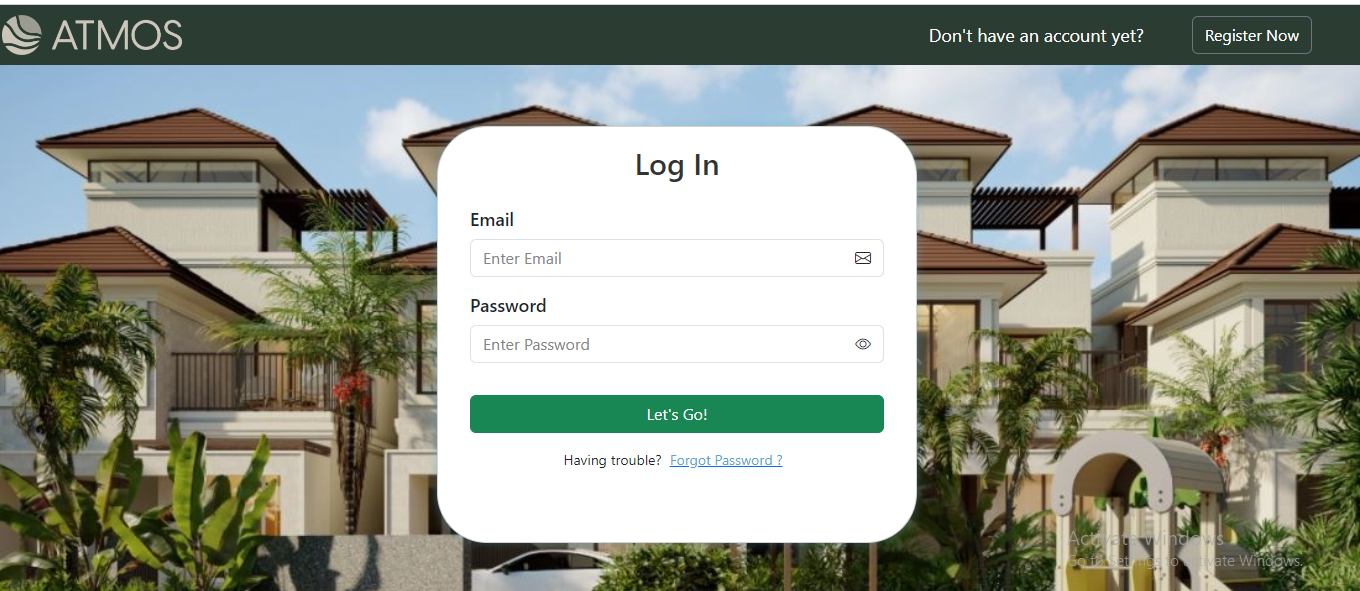 ATMOS
Don't have an account yet?
Register Now
Log In
Email
Enter Email
Password
Enter Password
Let's Go!
Having trouble? Forgot Password ?
Activate Windows
Go to Settings to activate Windows.